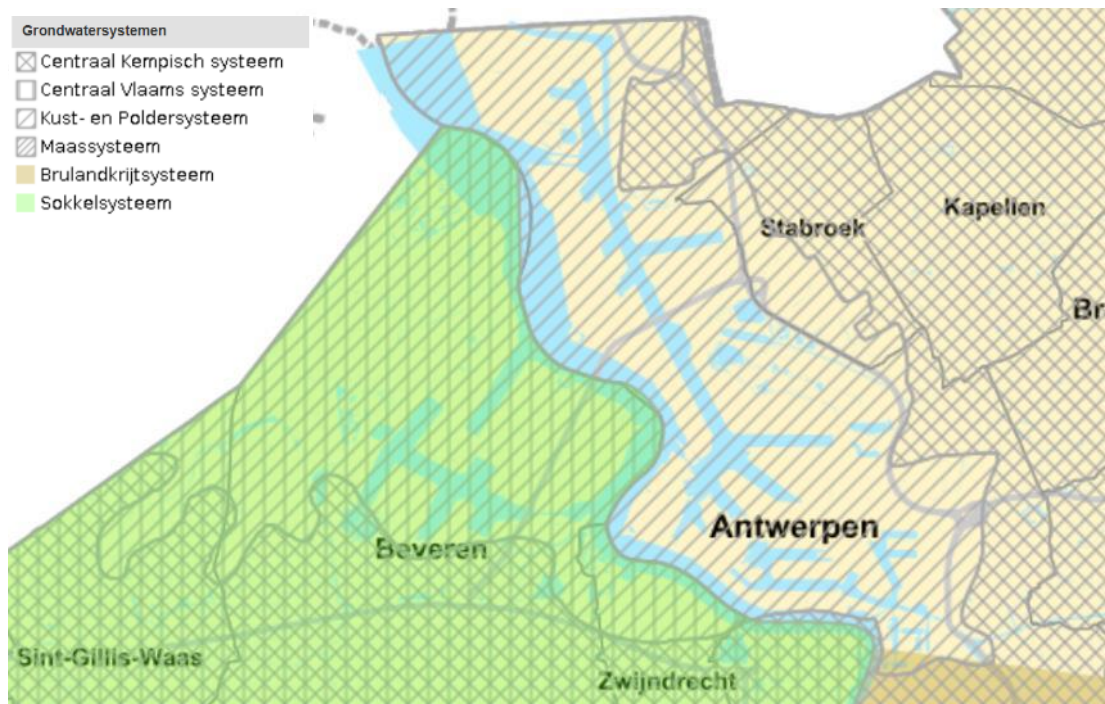 Grondwatersystemen
Centraal Kempisch systeem
Centraal Vlaams systeem
Kust- en Poldersysteem
Maassysteem
Brulandkrijtsysteem
Sokkelsysteem
Kapellen
Stabroek
Br
Antwerpen
Beveren
Sint-Gillis-Waas
Zwijndrecht